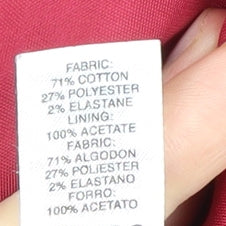 FABRIC:
71% COTTON
27% POLYESTER
2% ELASTANE
LINING:
100% ACETATE
FABRIC:
71% ALGODON
27% POLIESTER
2% ELASTANO
FORRO:
100% ACETATO